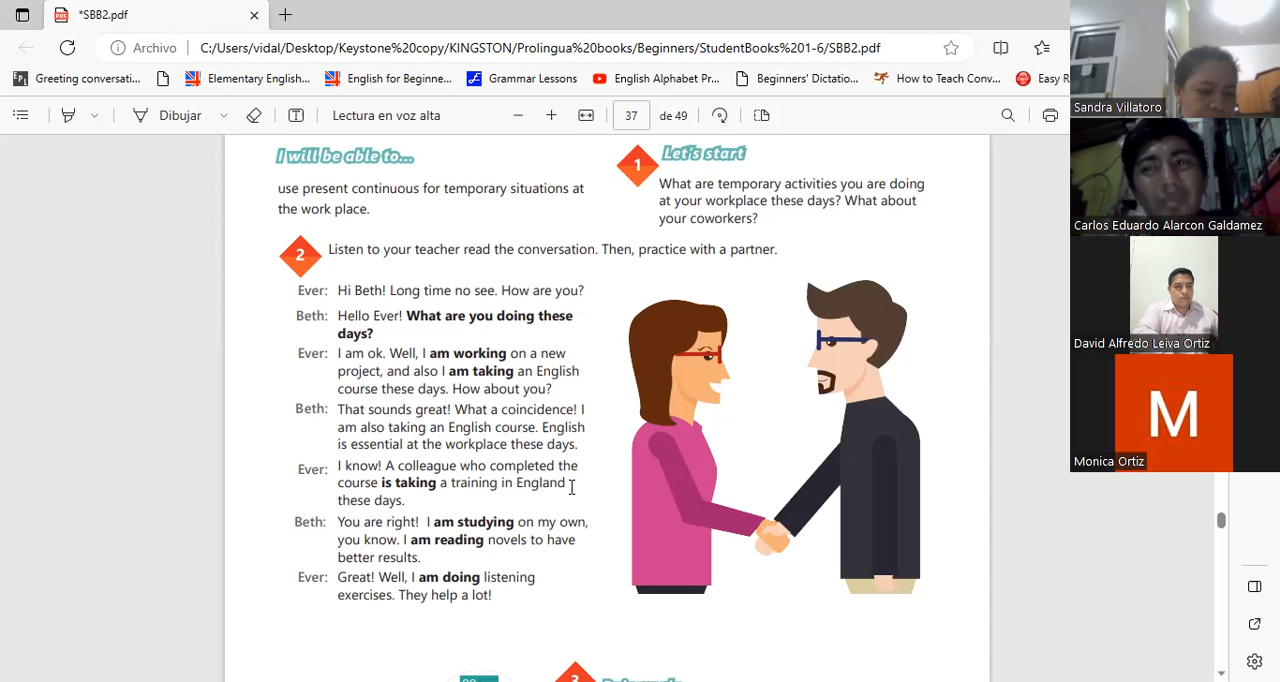 *SBB2.pdf
Archivo
C:/Users/vidal/Desktop/Keystone%20copy/KINGSTON/Prolingua%20books/Beginners/StudentBooks%201-6/SBB2.pdf
Greeting conversati...
Elementary English...
English for Beginne...
Grammar Lessons
English Alphabet Pr...
Beginners' Dictatio...
How to Teach Conv...
Easy R
Dibujar
Lectura en voz alta
37
de 49
I will be able to...
use present continuous for temporary situations at
the work place.
1
Let's start
What are temporary activities you are doing
at your workplace these days? What about
your coworkers?
2
Listen to your teacher read the conversation. Then, practice with a partner.
Ever: Hi Beth! Long time no see. How are you?
Beth: Hello Ever! What are you doing these
days?
Ever: I am ok. Well, I am working on a new
project, and also I am taking an English
course these days. How about you?
Beth: That sounds great! What a coincidence! I
am also taking an English course. English
is essential at the workplace these days.
Ever: I know! A colleague who completed the
course is taking a training in England
these days.
Beth: You are right! I am studying on my own,
you know. I am reading novels to have
better results.
Ever: Great! Well, I am doing listening
exercises. They help a lot!
Sandra Villatoro
Carlos Eduardo Alarcon Galdamez
David Alfredo Leiva Ortiz
M
Monica Ortiz